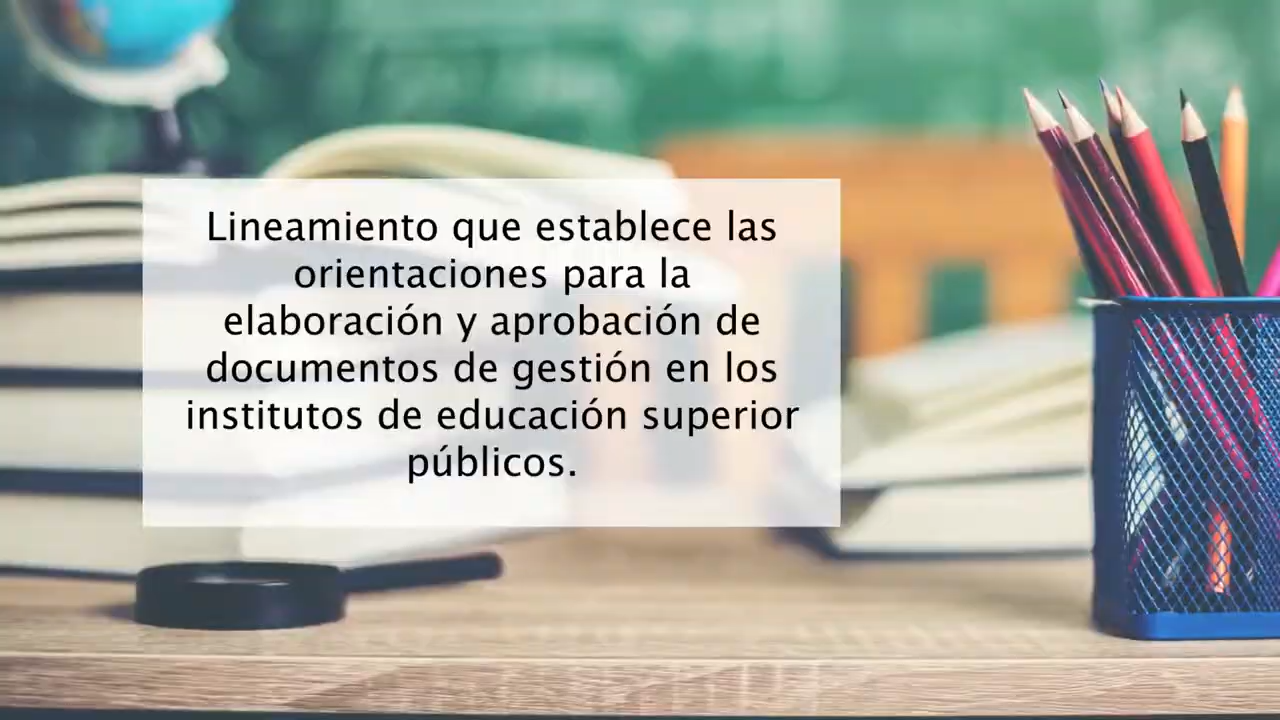 Lineamiento que establece las
orientaciones para la
elaboración y aprobación de
documentos de gestión en los
institutos de educación superior
públicos.